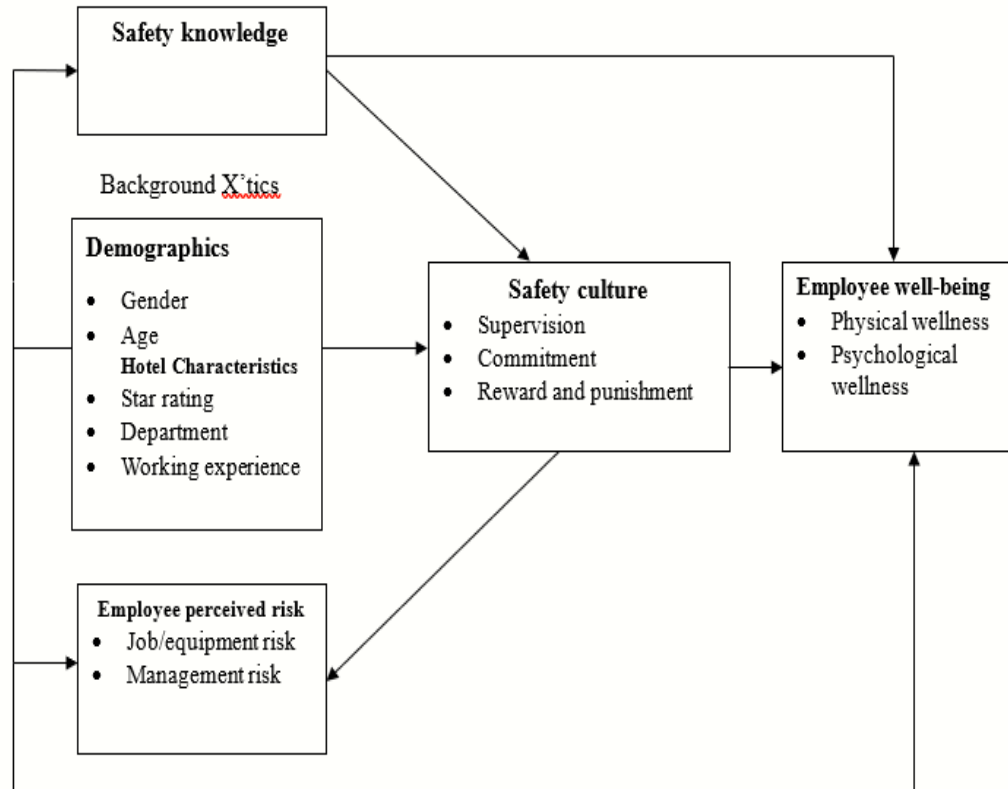 Safety knowledge
Background X’tics
Demographics
• Gender
• Age
Hotel Characteristics
• Star rating
• Department
• Working experience
Safety culture
• Supervision
• Commitment
• Reward and punishment
Employee well-being
• Physical wellness
• Psychological
wellness
Employee perceived risk
• Job/equipment risk
• Management risk